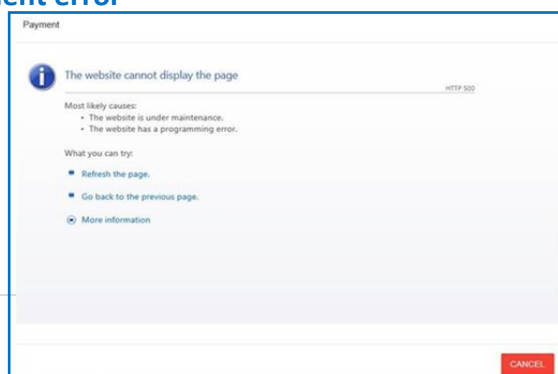 ent error
Payment
The website cannot display the page
HTTP 500
Most likely causes:
• The website is under maintenance.
• The website has a programming error.
What you can try:
Refresh the page.
Go back to the previous page.
More information
CANCEL